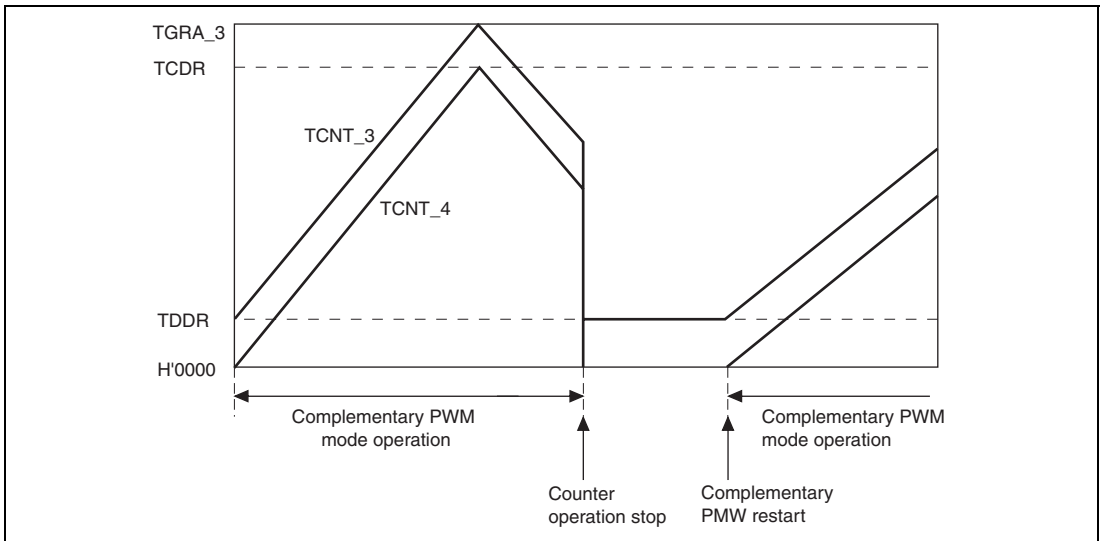 TGRA_3
TCDR
TCNT_3
TCNT_4
TDDR
H'0000
Complementary PWM
mode operation
Complementary PWM
mode operation
Counter
operation stop
Complementary
PMW restart